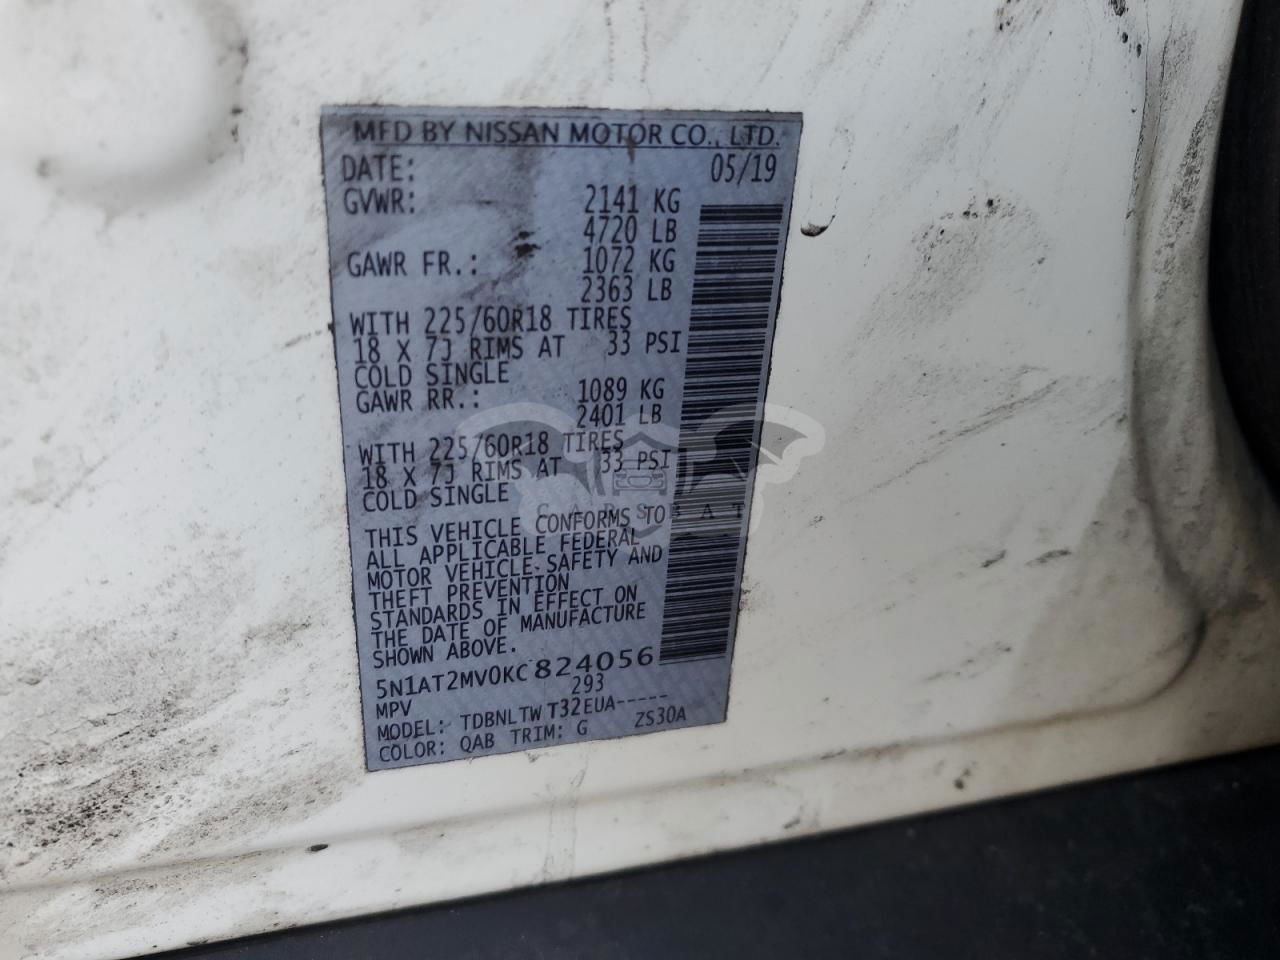 MFD BY NISSAN MOTOR CO., LTD.
DATE: 05/19
GVWR: 2141 KG
4720 LB
GAWR FR.: 1072 KG
2363 LB
WITH 225/60R18 TIRES
18 X 7J RIMS AT 33 PSI
COLD SINGLE
GAWR RR.: 1089 KG
2401 LB
WITH 225/60R18 TIRES
18 X 7J RIMS AT 33 PSI
COLD SINGLE
THIS VEHICLE CONFORMS TO
ALL APPLICABLE FEDERAL
MOTOR VEHICLE SAFETY AND
THEFT PREVENTION
STANDARDS IN EFFECT ON
THE DATE OF MANUFACTURE
SHOWN ABOVE.
5N1AT2MV0KC824056
MPV 293
MODEL: TDBNLTWT32EUA-----
COLOR: QAB TRIM: G ZS30A
CARSBAT